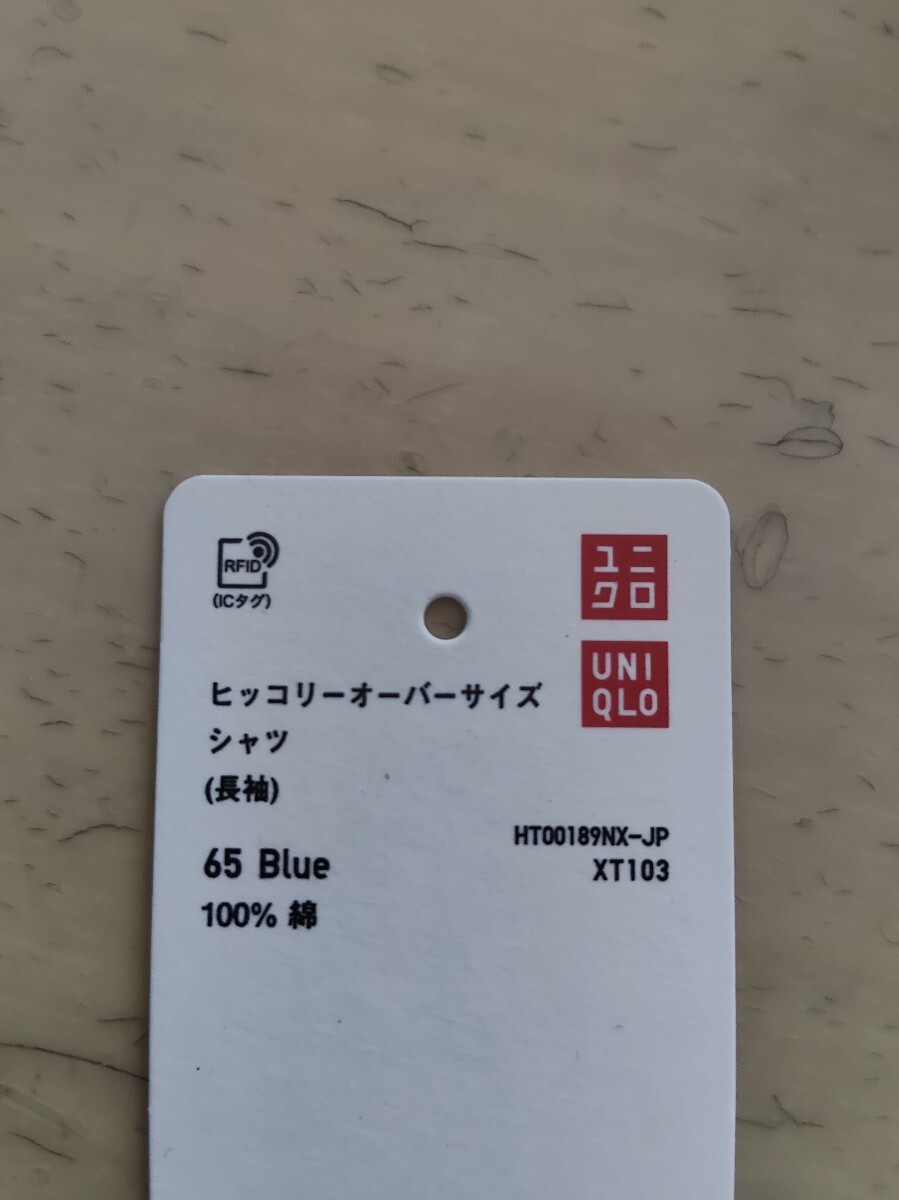 RFID
(ICタグ)
ユニ
クロ
UNI
QLO
ヒッコリーオーバーサイズ
シャツ
(長袖)
HT00189NX-JP
XT103
65 Blue
100% 綿